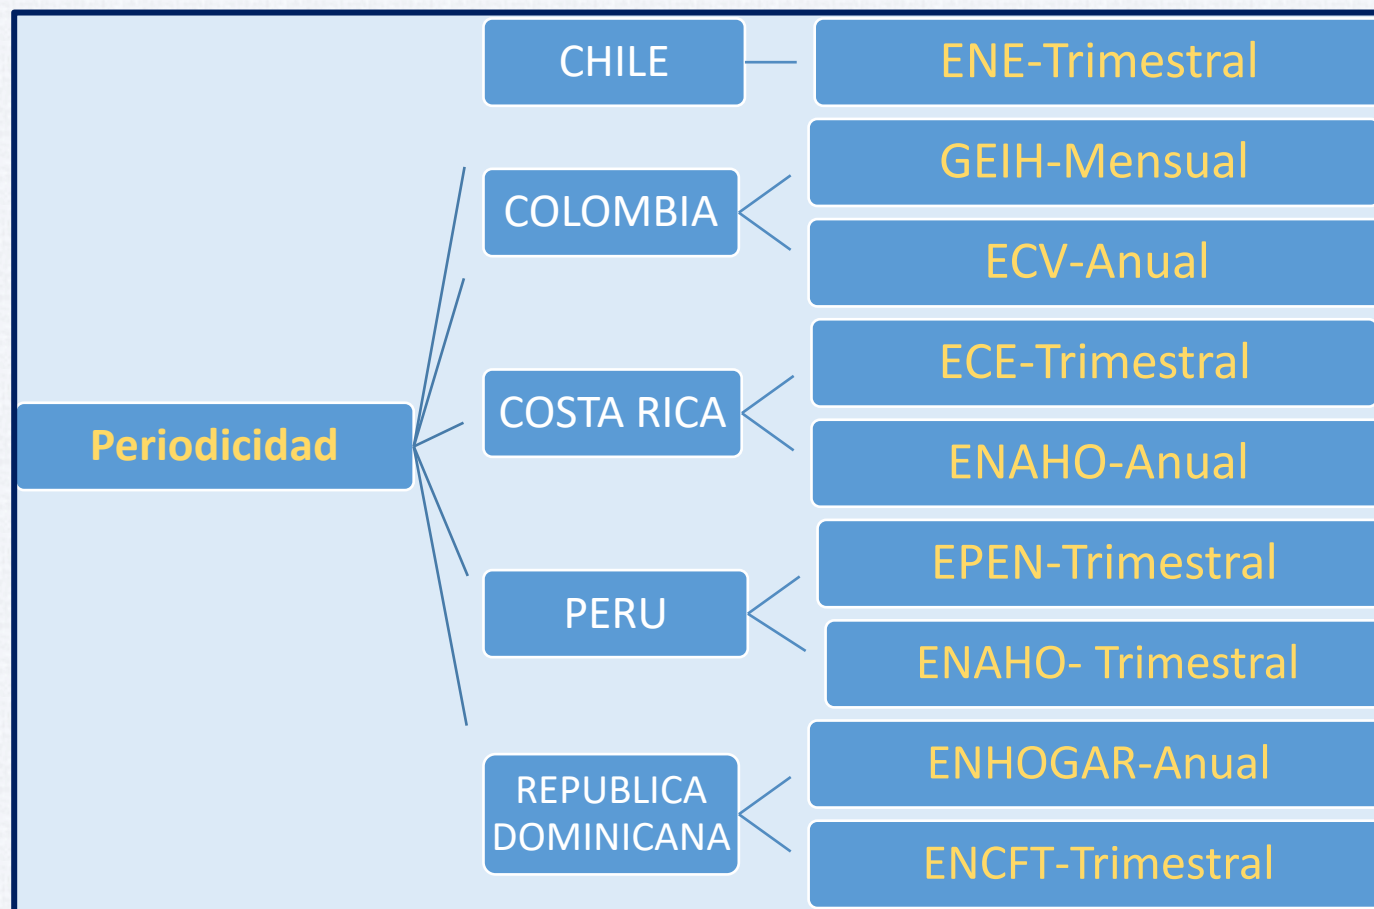 Periodicidad
CHILE
ENE-Trimestral
COLOMBIA
GEIH-Mensual
ECV-Anual
COSTA RICA
ECE-Trimestral
ENAHO-Anual
PERU
EPEN-Trimestral
ENAHO- Trimestral
REPUBLICA
DOMINICANA
ENHOGAR-Anual
ENCFT-Trimestral